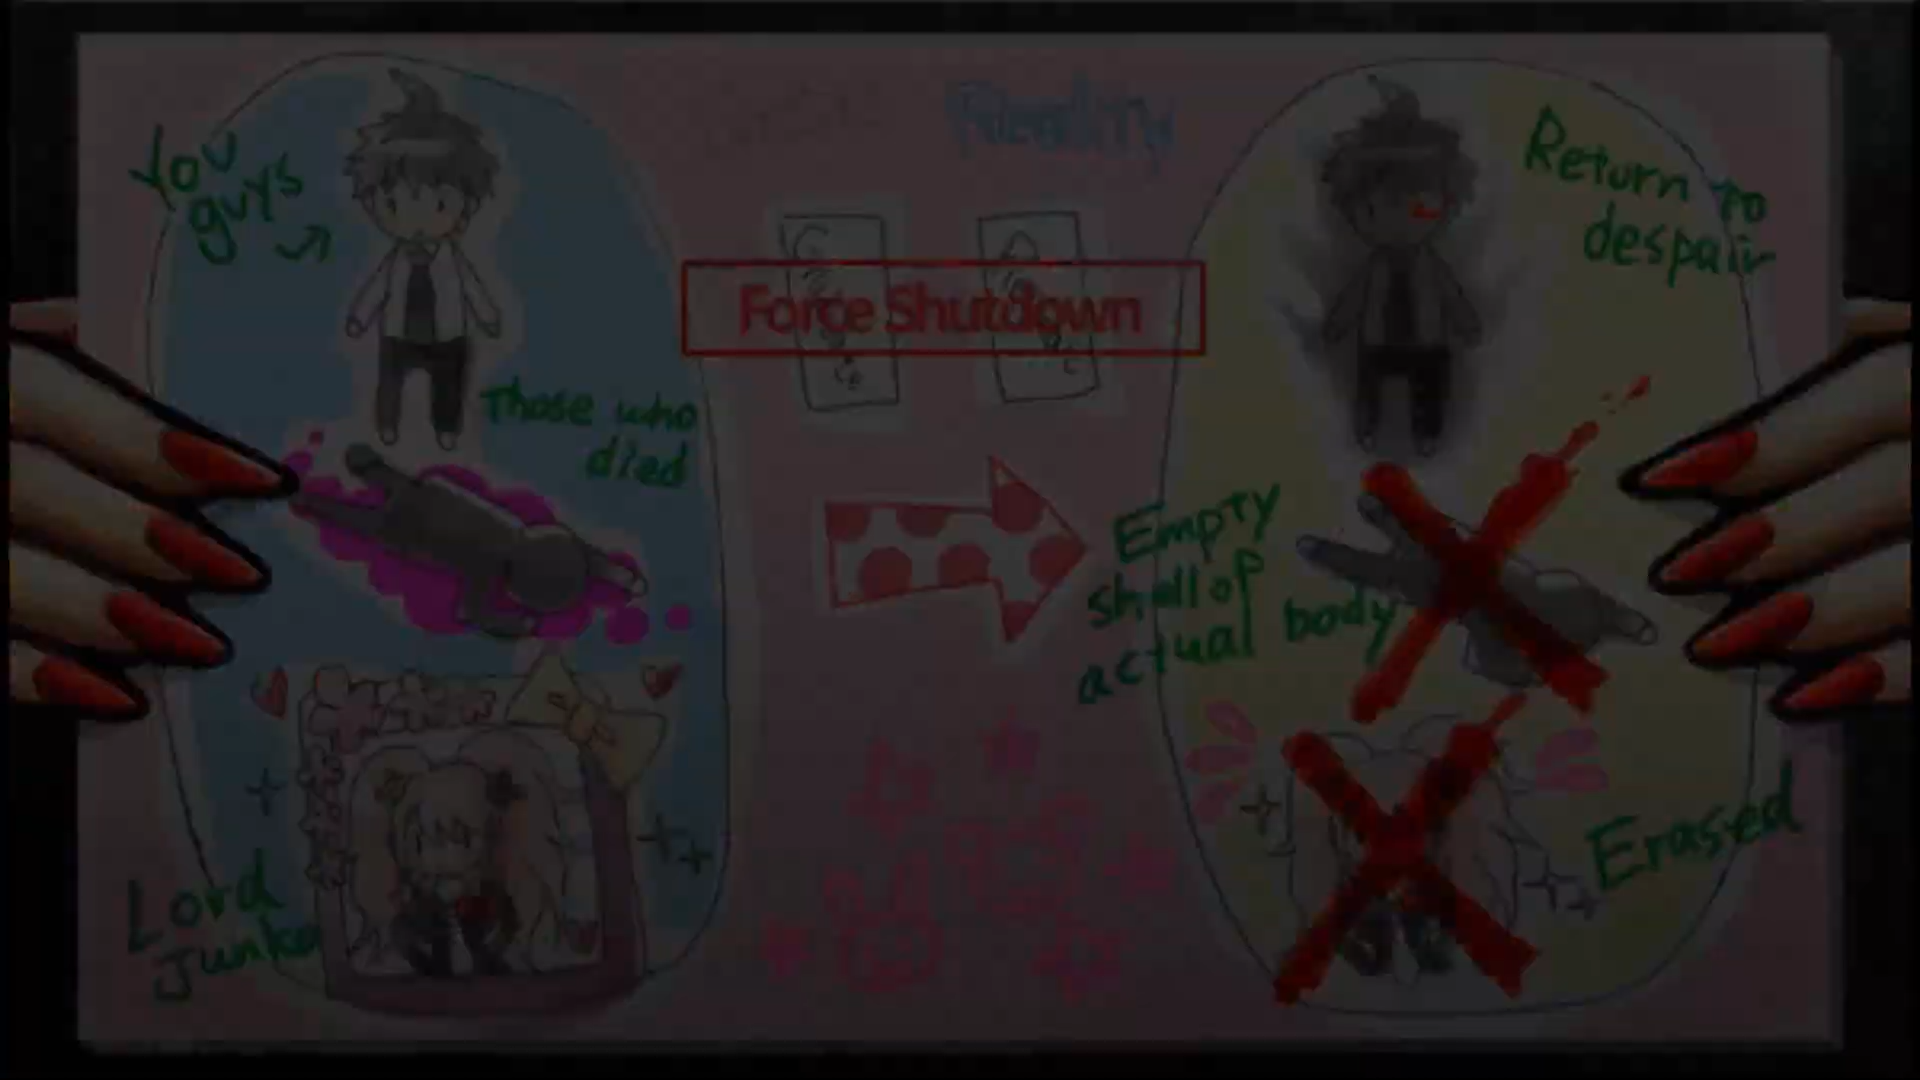 You
guys
Those who
died
Lord
Junko
Reality
Force Shutdown
Return to
despair
Empty
shell of
actual body
Erased